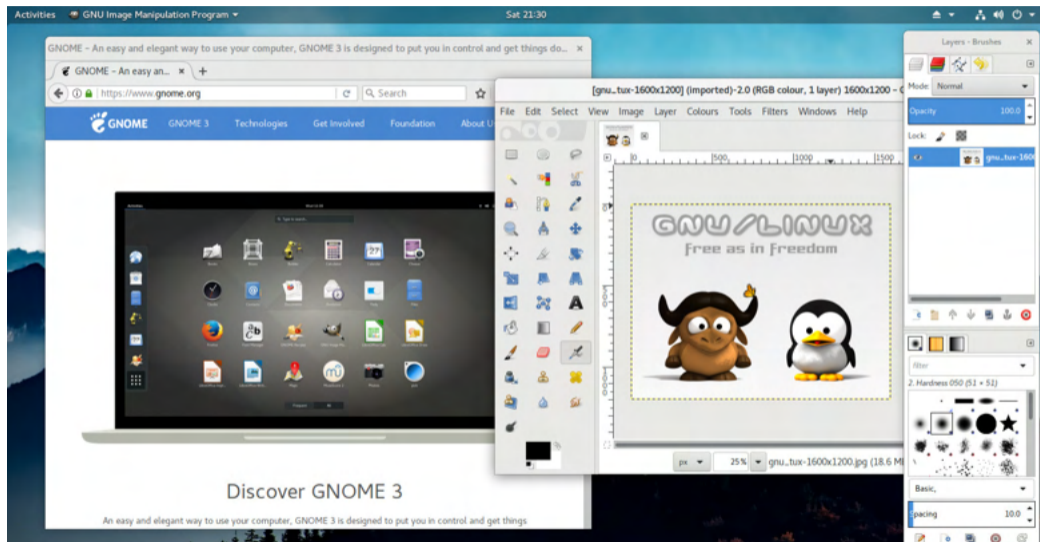 Activities GNU Image Manipulation Program Sat 21:30
GNOME – An easy and elegant way to use your computer, GNOME 3 is designed to put you in control and get things do...
GNOME – An easy an...
https://www.gnome.org
Search
GNOME GNOME 3 Technologies Get Involved Foundation About U
Discover GNOME 3
An easy and elegant way to use your computer, GNOME 3 is designed to put you in control and get things
[gnu_tux-1600x1200] (imported)-2.0 (RGB colour, 1 layer) 1600x1200 – G
File Edit Select View Image Layer Colours Tools Filters Windows Help
0 500 1000 1500
GNU/LINUX
Free as in Freedom
px 25% gnu_tux-1600x1200.jpg (18.6 M
Layers - Brushes
Mode: Normal
Opacity 100.0
Lock:
gnu_tux-160
filter
2. Hardness 050 (51 × 51)
Basic,
Spacing 10.0